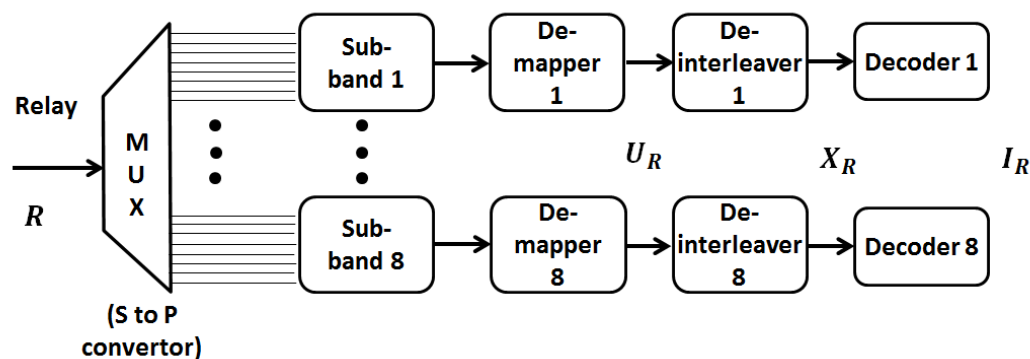 Relay
R
M
U
X
(S to P
convertor)
Sub-
band 1
De-
mapper
1
De-
interleaver
1
Decoder 1
U_R
X_R
I_R
Sub-
band 8
De-
mapper
8
De-
interleaver
8
Decoder 8